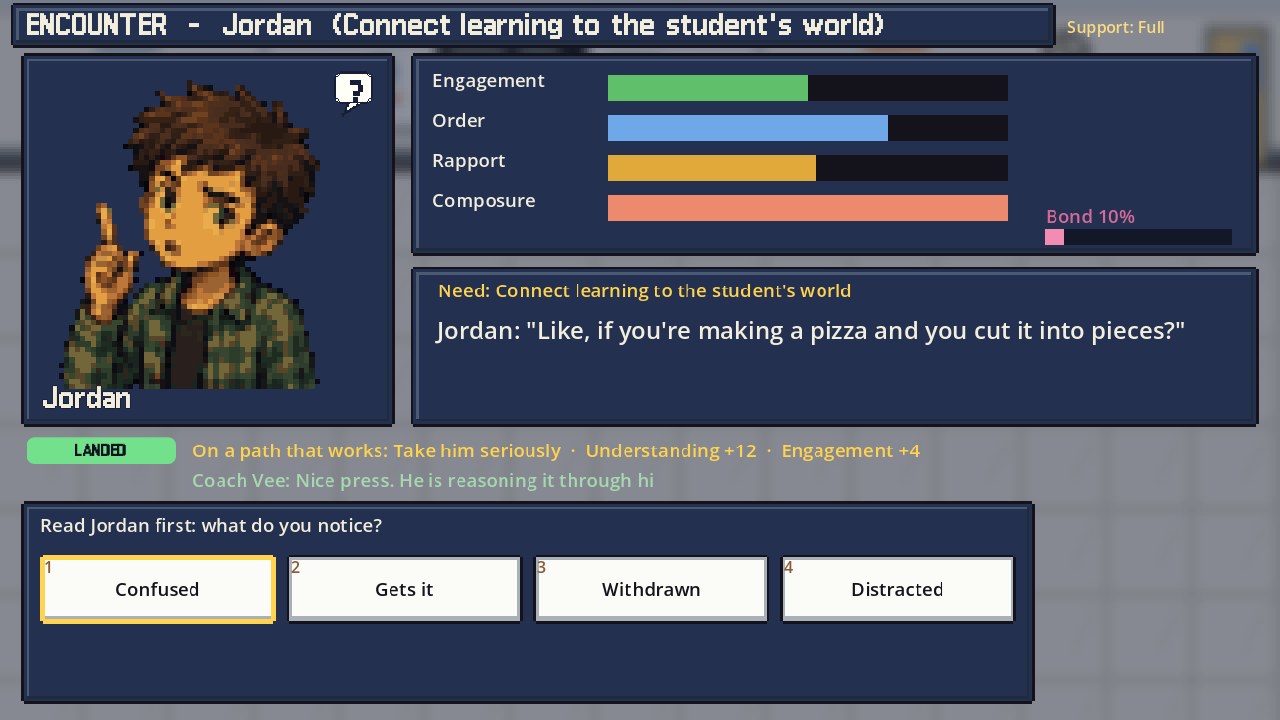 ENCOUNTER - Jordan (Connect learning to the student's world)
Support: Full
?
Engagement
Order
Rapport
Composure
Bond 10%
Jordan
Need: Connect learning to the student's world
Jordan: "Like, if you're making a pizza and you cut it into pieces?"
LANDED
On a path that works: Take him seriously · Understanding +12 · Engagement +4
Coach Vee: Nice press. He is reasoning it through hi
Read Jordan first: what do you notice?
1 Confused
2 Gets it
3 Withdrawn
4 Distracted